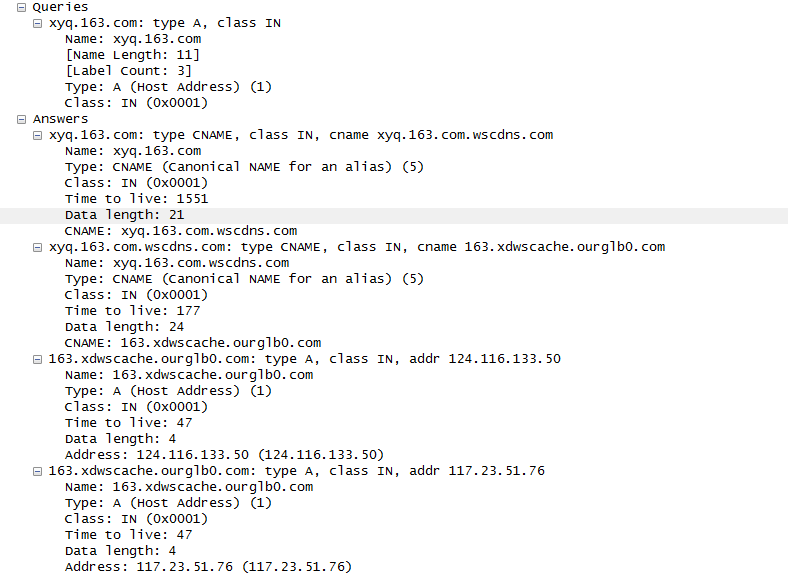 Queries
xyq.163.com: type A, class IN
Name: xyq.163.com
[Name Length: 11]
[Label Count: 3]
Type: A (Host Address) (1)
Class: IN (0x0001)
Answers
xyq.163.com: type CNAME, class IN, cname xyq.163.com.wscdns.com
Name: xyq.163.com
Type: CNAME (Canonical NAME for an alias) (5)
Class: IN (0x0001)
Time to live: 1551
Data length: 21
CNAME: xyq.163.com.wscdns.com
xyq.163.com.wscdns.com: type CNAME, class IN, cname 163.xdwscache.ourglb0.com
Name: xyq.163.com.wscdns.com
Type: CNAME (Canonical NAME for an alias) (5)
Class: IN (0x0001)
Time to live: 177
Data length: 24
CNAME: 163.xdwscache.ourglb0.com
163.xdwscache.ourglb0.com: type A, class IN, addr 124.116.133.50
Name: 163.xdwscache.ourglb0.com
Type: A (Host Address) (1)
Class: IN (0x0001)
Time to live: 47
Data length: 4
Address: 124.116.133.50 (124.116.133.50)
163.xdwscache.ourglb0.com: type A, class IN, addr 117.23.51.76
Name: 163.xdwscache.ourglb0.com
Type: A (Host Address) (1)
Class: IN (0x0001)
Time to live: 47
Data length: 4
Address: 117.23.51.76 (117.23.51.76)